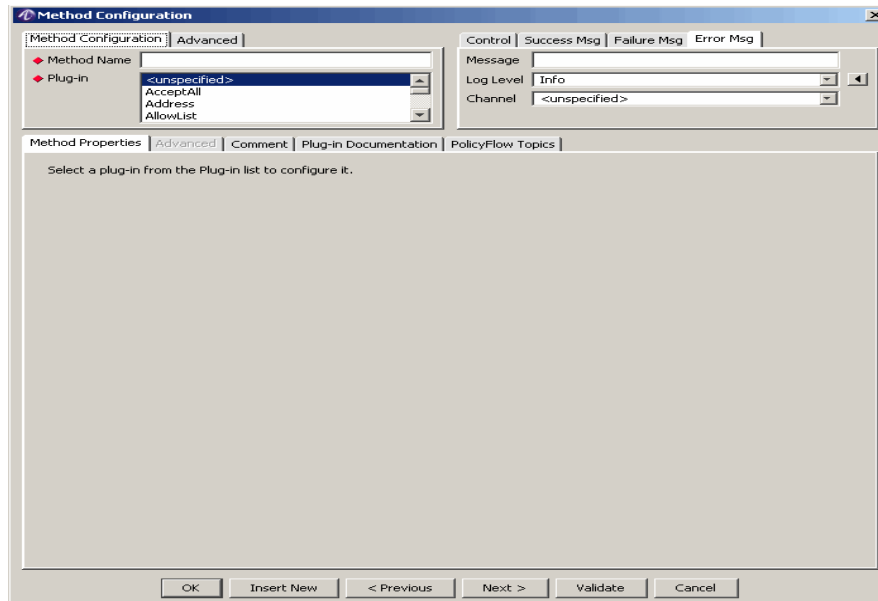 Method Configuration
Method Configuration Advanced
Method Name
Plug-in
<unspecified>
AcceptAll
Address
AllowList
Control Success Msg Failure Msg Error Msg
Message
Log Level Info
Channel <unspecified>
Method Properties Advanced Comment Plug-in Documentation PolicyFlow Topics
Select a plug-in from the Plug-in list to configure it.
OK Insert New < Previous Next > Validate Cancel